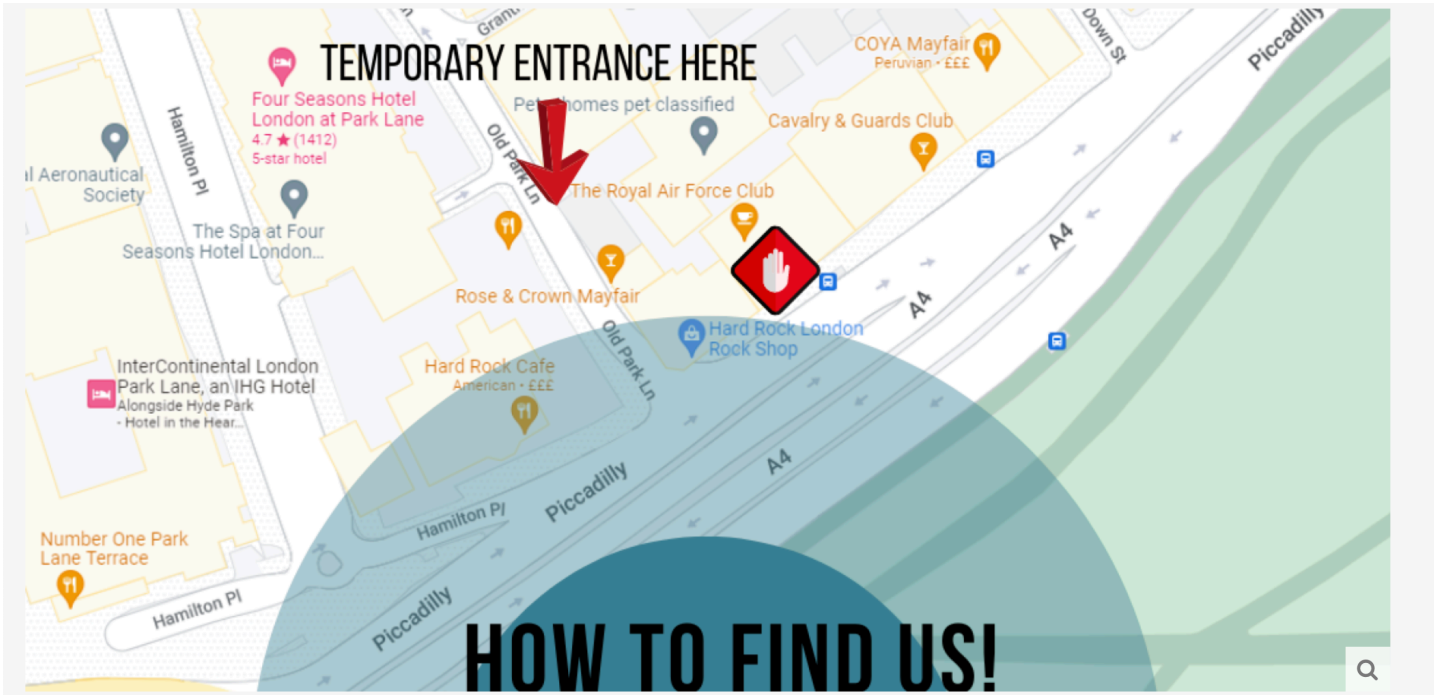 Grant
Down St
Piccadilly
TEMPORARY ENTRANCE HERE
COYA Mayfair
Peruvian · £££
Four Seasons Hotel
London at Park Lane
4.7 ★ (1412)
5-star hotel
pet classified
Hamilton Pl
Old Park Ln
Cavalry & Guards Club
al Aeronautical
Society
The Royal Air Force Club
The Spa at Four
Seasons Hotel London...
A4
Rose & Crown Mayfair
A4
Hard Rock London
Rock Shop
Old Park Ln
InterContinental London
Park Lane, an IHG Hotel
Alongside Hyde Park
- Hotel in the Hear...
Hard Rock Cafe
American · £££
A4
Piccadilly
Hamilton Pl
Number One Park
Lane Terrace
Hamilton Pl
Piccadilly
HOW TO FIND US!